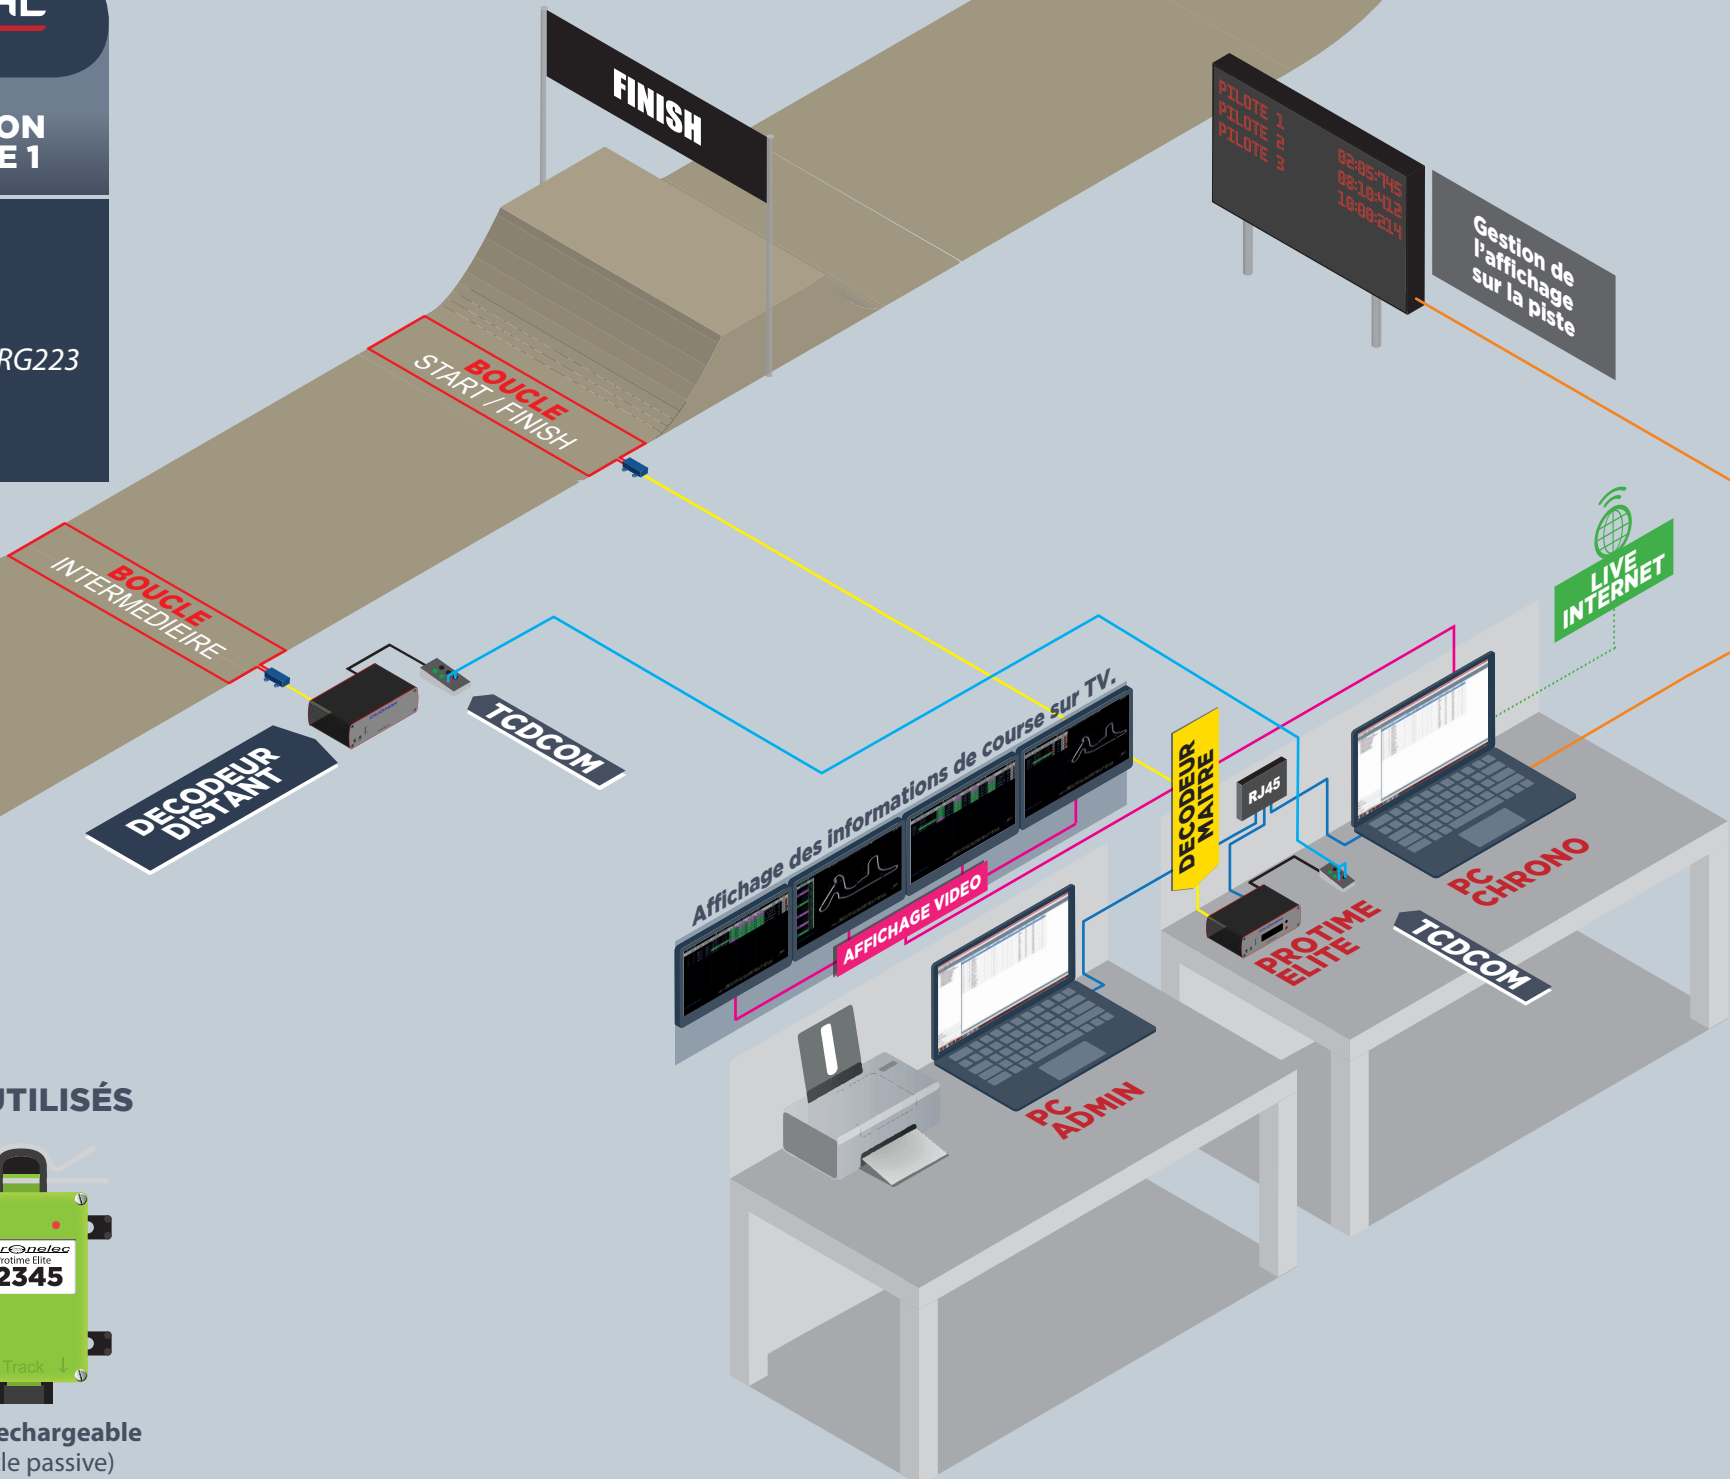 ON
E 1
RG223
FINISH
PILOTE 1
PILOTE 2
PILOTE 3
02:05:745
08:10:412
10:00:214
Gestion de
l'affichage
sur la piste
BOUCLE
START / FINISH
BOUCLE
INTERMEDIEIRE
LIVE
INTERNET
DECODEUR
DISTANT
TCDCOM
Affichage des informations de course sur TV.
AFFICHAGE VIDEO
DECODEUR
MAITRE
RJ45
PC
CHRONO
PROTIME
ELITE
TCDCOM
PC
ADMIN
UTILISÉS
ronelec
Protime Elite
2345
Track ↓
echargeable
le passive)